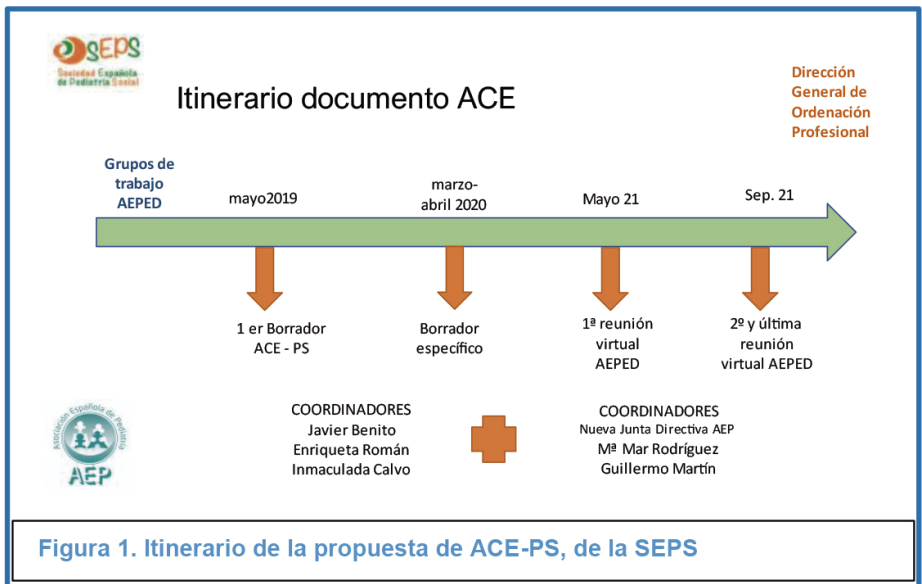 SEPS
Sociedad Española
de Pediatría Social
Itinerario documento ACE
Dirección
General de
Ordenación
Profesional
Grupos de
trabajo
AEPED
mayo2019
marzo-
abril 2020
Mayo 21
Sep. 21
1 er Borrador
ACE - PS
Borrador
específico
1ª reunión
virtual
AEPED
2º y última
reunión
virtual AEPED
Asociación Española de Pediatría
AEP
COORDINADORES
Javier Benito
Enriqueta Román
Inmaculada Calvo
COORDINADORES
Nueva Junta Directiva AEP
Mª Mar Rodríguez
Guillermo Martín
Figura 1. Itinerario de la propuesta de ACE-PS, de la SEPS